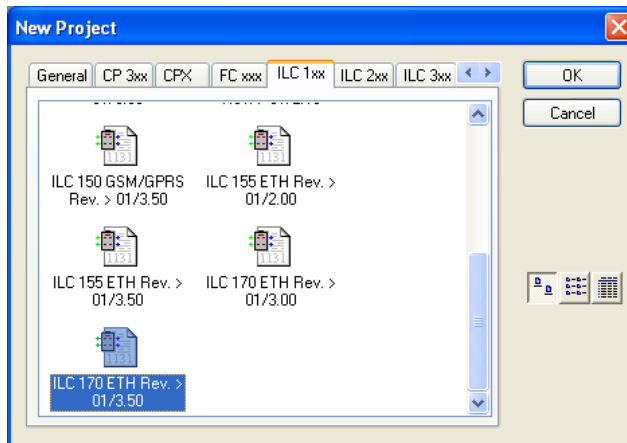 New Project
General CP 3xx CPX FC xxx ILC 1xx ILC 2xx ILC 3xx
OK
Cancel
ILC 150 GSM/GPRS Rev. > 01/3.50
ILC 155 ETH Rev. > 01/2.00
ILC 155 ETH Rev. > 01/3.50
ILC 170 ETH Rev. > 01/3.00
ILC 170 ETH Rev. > 01/3.50